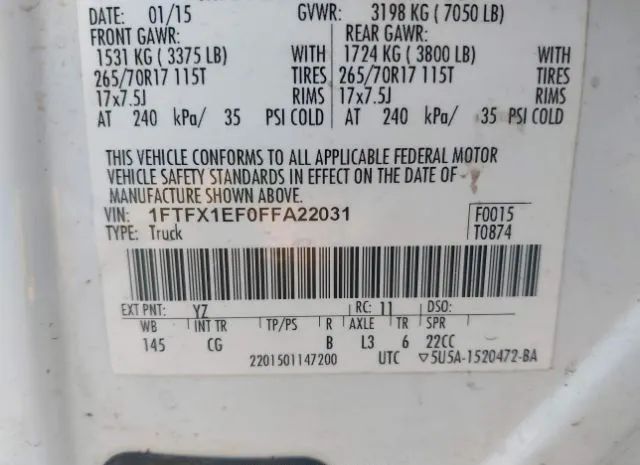 DATE: 01/15 GVWR: 3198 KG ( 7050 LB)
FRONT GAWR: REAR GAWR:
1531 KG ( 3375 LB) WITH 1724 KG ( 3800 LB) WITH
265/70R17 115T TIRES 265/70R17 115T TIRES
17x7.5J RIMS 17x7.5J RIMS
AT 240 kPa/ 35 PSI COLD AT 240 kPa/ 35 PSI COLD
THIS VEHICLE CONFORMS TO ALL APPLICABLE FEDERAL MOTOR
VEHICLE SAFETY STANDARDS IN EFFECT ON THE DATE OF
MANUFACTURE SHOWN ABOVE.
VIN: 1FTFX1EF0FFA22031 F0015
TYPE: Truck T0874
EXT PNT: YZ RC: 11 DSO:
WB INT TR TP/PS R AXLE TR SPR
145 CG B L3 6 22CC
2201501147200 UTC ▽5U5A-1520472-BA